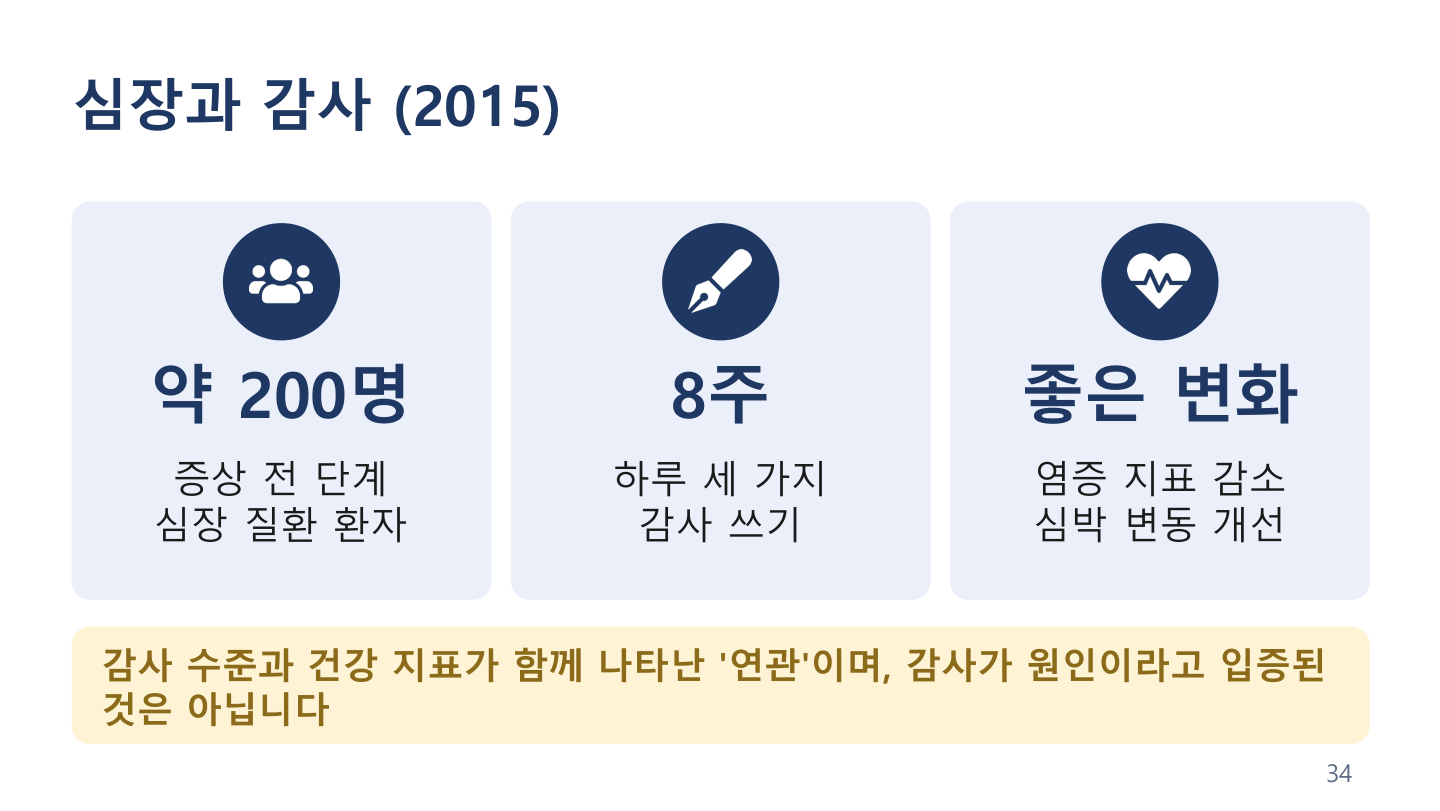 심장과 감사 (2015)
약 200명
증상 전 단계
심장 질환 환자
8주
하루 세 가지
감사 쓰기
좋은 변화
염증 지표 감소
심박 변동 개선
감사 수준과 건강 지표가 함께 나타난 '연관'이며, 감사가 원인이라고 입증된
것은 아닙니다
34